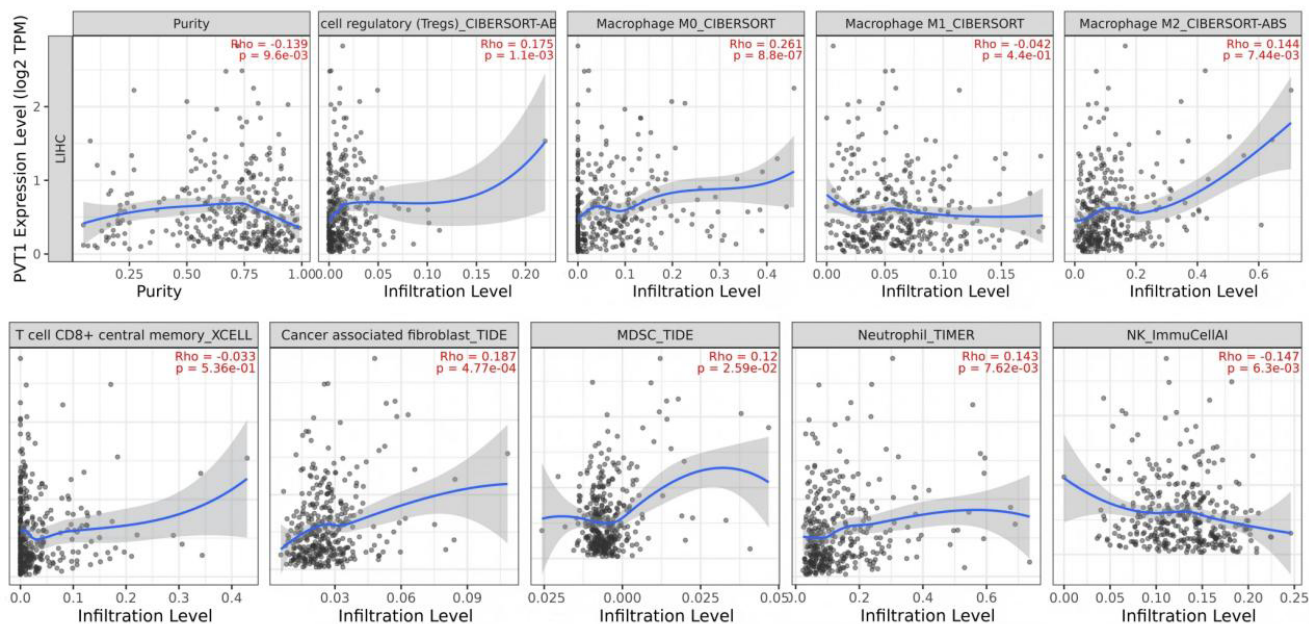 Purity
cell regulatory (Tregs)_CIBERSORT-AB
Macrophage M0_CIBERSORT
Macrophage M1_CIBERSORT
Macrophage M2_CIBERSORT-ABS
Rho = -0.139
p = 9.6e-03
Rho = 0.175
p = 1.1e-03
Rho = 0.261
p = 8.8e-07
Rho = -0.042
p = 4.4e-01
Rho = 0.144
p = 7.44e-03
PVT1 Expression Level (log2 TPM)
LIHC
2
1
0
0.25 0.50 0.75 1.00
0.00 0.05 0.10 0.15 0.20
0.0 0.1 0.2 0.3 0.4
0.00 0.05 0.10 0.15
0.0 0.2 0.4 0.6
Purity
Infiltration Level
Infiltration Level
Infiltration Level
Infiltration Level
T cell CD8+ central memory_XCELL
Cancer associated fibroblast_TIDE
MDSC_TIDE
Neutrophil_TIMER
NK_ImmuCellAI
Rho = -0.033
p = 5.36e-01
Rho = 0.187
p = 4.77e-04
Rho = 0.12
p = 2.59e-02
Rho = 0.143
p = 7.62e-03
Rho = -0.147
p = 6.3e-03
0.0 0.1 0.2 0.3 0.4
0.03 0.06 0.09
0.025 0.000 0.025 0.05
0.0 0.2 0.4 0.6
0.00 0.05 0.10 0.15 0.20 0.25
Infiltration Level
Infiltration Level
Infiltration Level
Infiltration Level
Infiltration Level